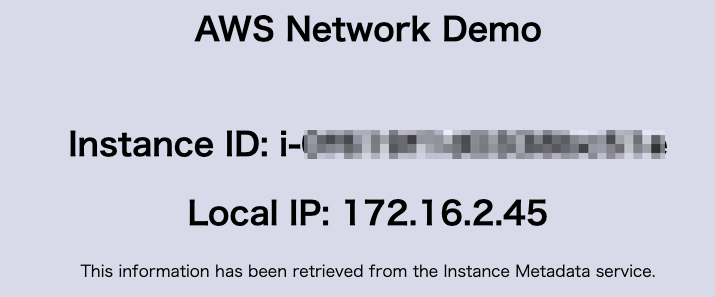 AWS Network Demo
Instance ID: i-
Local IP: 172.16.2.45
This information has been retrieved from the Instance Metadata service.